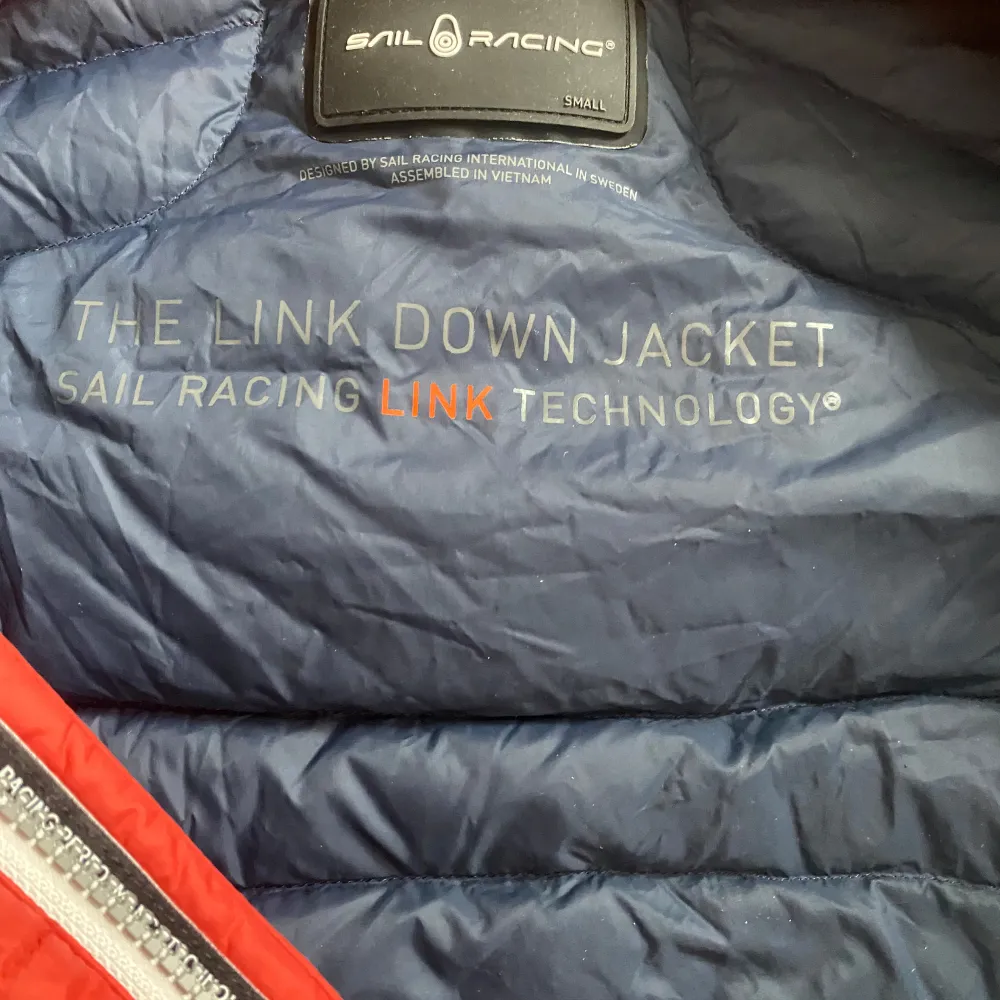 SAIL RACING®
SMALL
DESIGNED BY SAIL RACING INTERNATIONAL IN SWEDEN
ASSEMBLED IN VIETNAM
THE LINK DOWN JACKET
SAIL RACING LINK TECHNOLOGY®
RACING